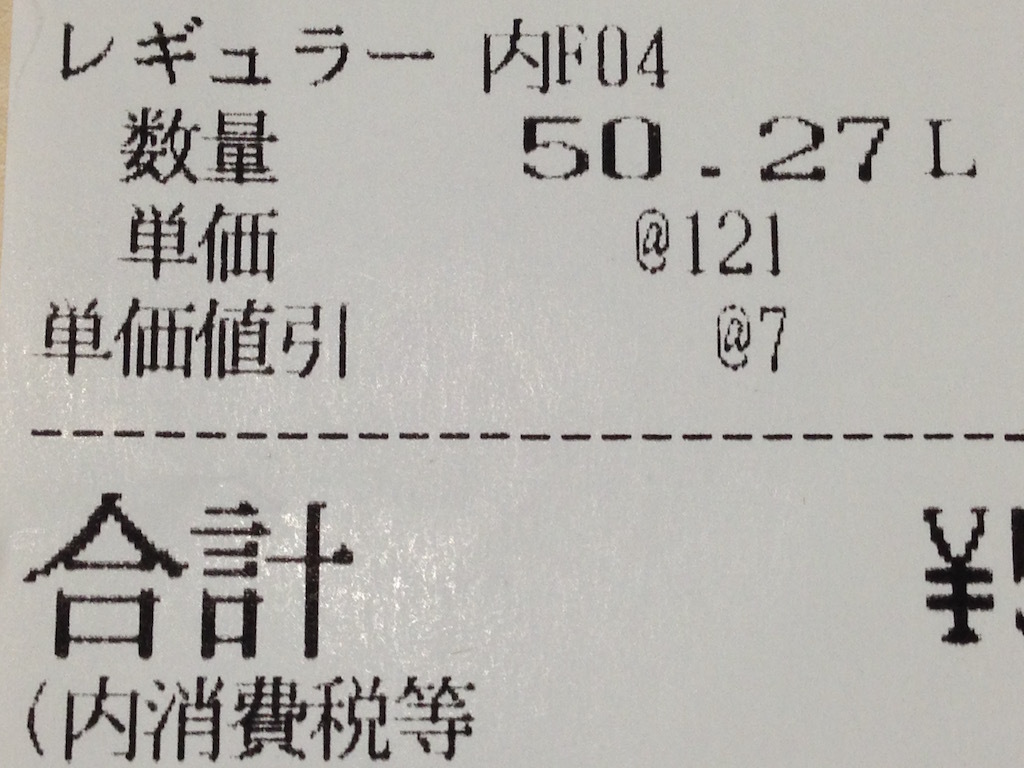 レギュラー 内F04
数量 50.27L
単価 @121
単価値引 @7
合計 ¥5
(内消費税等